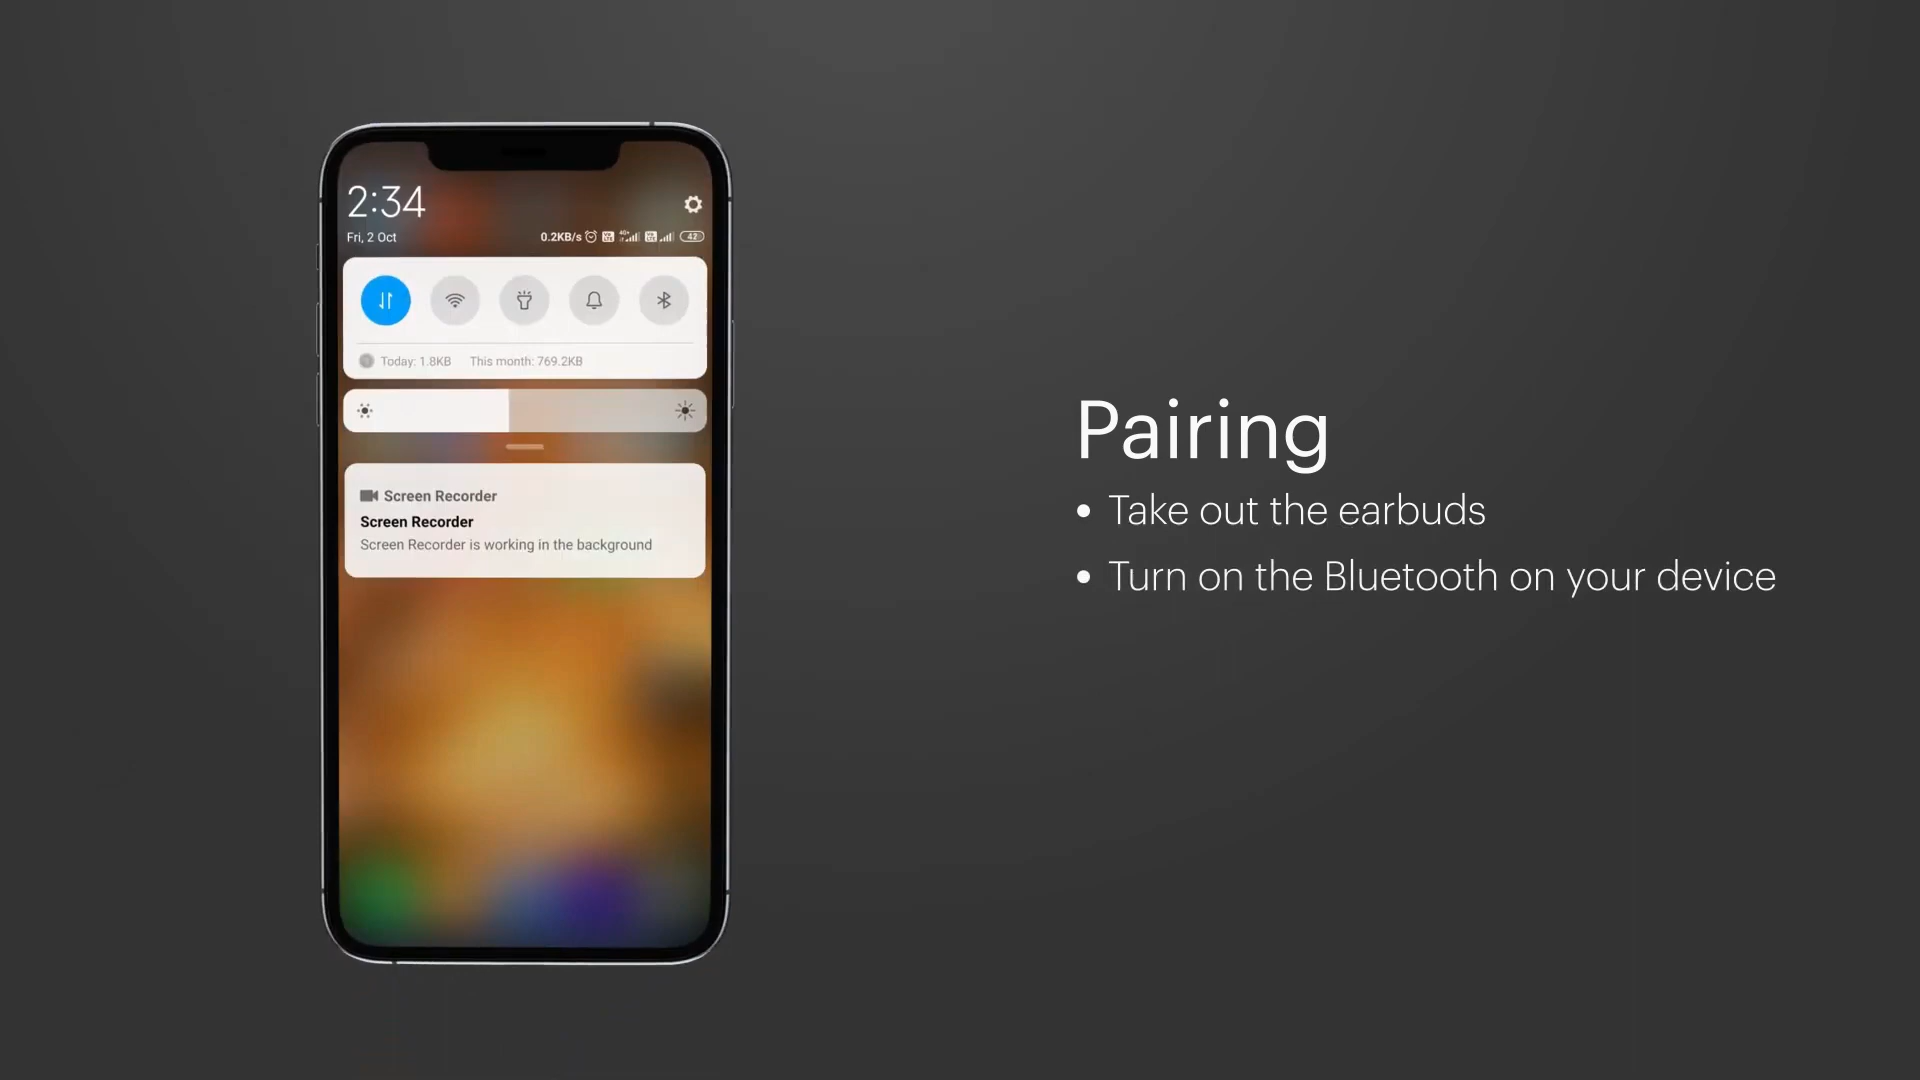 2:34
Fri, 2 Oct
0.2KB/s
42
Today: 1.8KB This month: 769.2KB
Screen Recorder
Screen Recorder
Screen Recorder is working in the background
Pairing
• Take out the earbuds
• Turn on the Bluetooth on your device